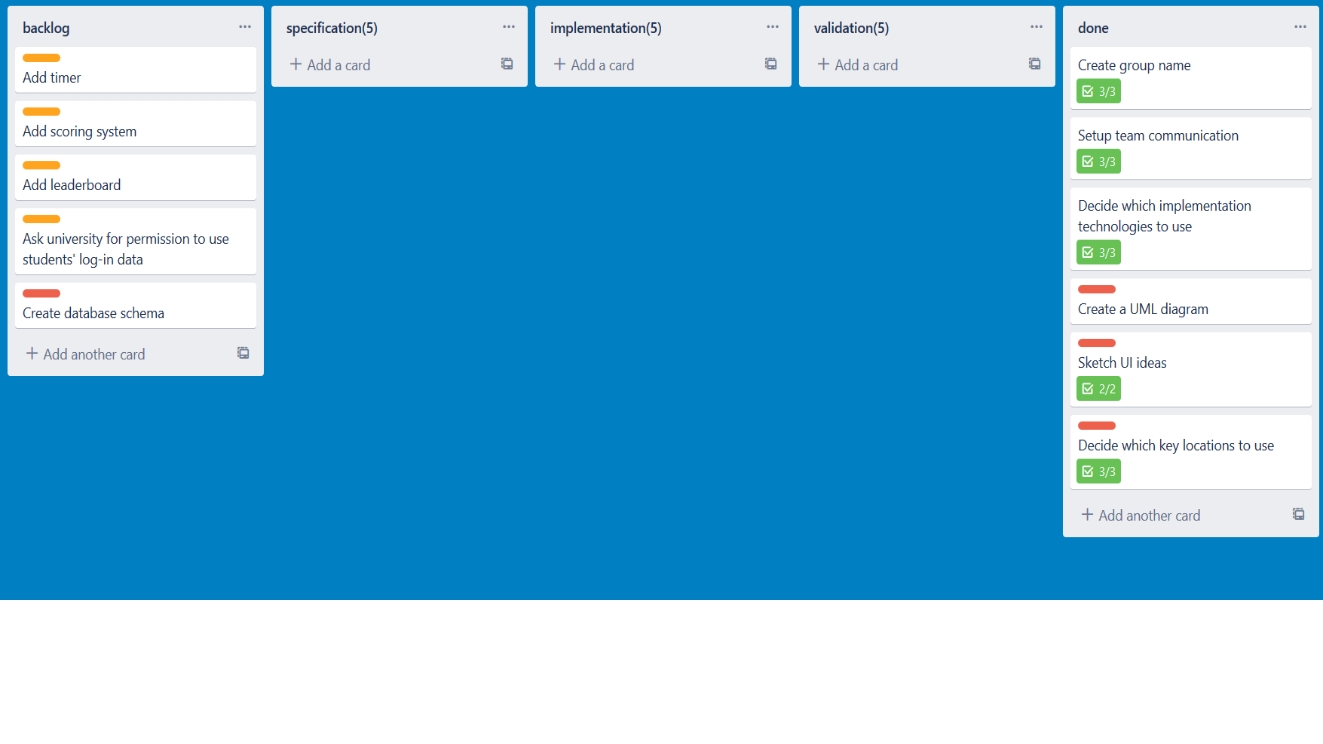 backlog
Add timer
Add scoring system
Add leaderboard
Ask university for permission to use
students' log-in data
Create database schema
+ Add another card
specification(5)
+ Add a card
implementation(5)
+ Add a card
validation(5)
+ Add a card
done
Create group name
3/3
Setup team communication
3/3
Decide which implementation
technologies to use
3/3
Create a UML diagram
Sketch UI ideas
2/2
Decide which key locations to use
3/3
+ Add another card